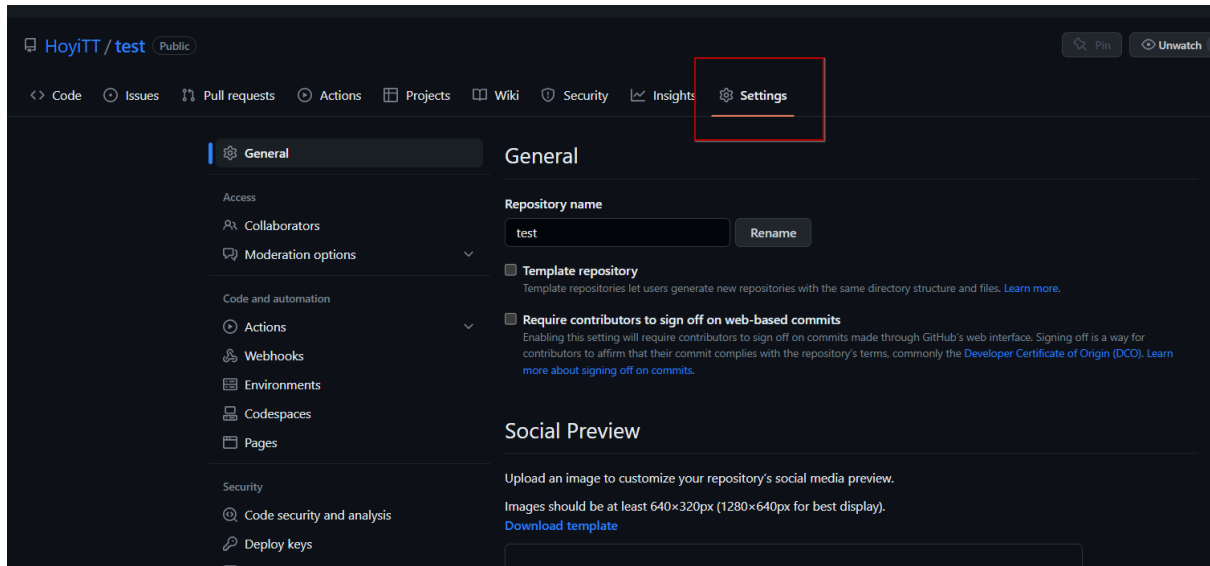 HoyiTT / test Public
Pin
Unwatch
Code Issues Pull requests Actions Projects Wiki Security Insights Settings
General
Access
Collaborators
Moderation options
Code and automation
Actions
Webhooks
Environments
Codespaces
Pages
Security
Code security and analysis
Deploy keys
General
Repository name
test
Rename
Template repository
Template repositories let users generate new repositories with the same directory structure and files. Learn more.
Require contributors to sign off on web-based commits
Enabling this setting will require contributors to sign off on commits made through GitHub's web interface. Signing off is a way for
contributors to affirm that their commit complies with the repository's terms, commonly the Developer Certificate of Origin (DCO). Learn
more about signing off on commits.
Social Preview
Upload an image to customize your repository's social media preview.
Images should be at least 640×320px (1280×640px for best display).
Download template